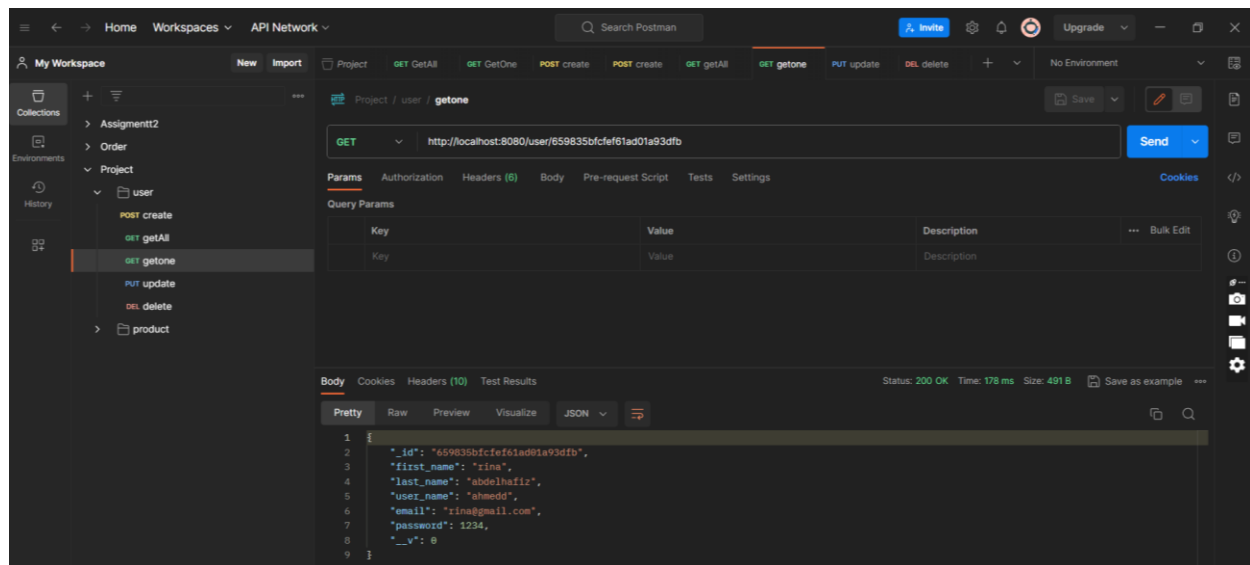 Home Workspaces API Network Search Postman Invite Upgrade
My Workspace New Import Project GET GetAll GET GetOne POST create POST create GET getAll GET getone PUT update DEL delete No Environment
Collections
Environments
History
Assigmentt2
Order
Project
user
POST create
GET getAll
GET getone
PUT update
DEL delete
product
HTTP Project / user / getone Save
GET http://localhost:8080/user/659835bfcfef61ad01a93dfb Send
Params Authorization Headers (6) Body Pre-request Script Tests Settings Cookies
Query Params
Key Value Description Bulk Edit
Key Value Description
Body Cookies Headers (10) Test Results Status: 200 OK Time: 178 ms Size: 491 B Save as example
Pretty Raw Preview Visualize JSON
1 {
2 "_id": "659835bfcfef61ad01a93dfb",
3 "first_name": "rina",
4 "last_name": "abdelhafiz",
5 "user_name": "ahmedd",
6 "email": "rina@gmail.com",
7 "password": 1234,
8 "__v": 0
9 }